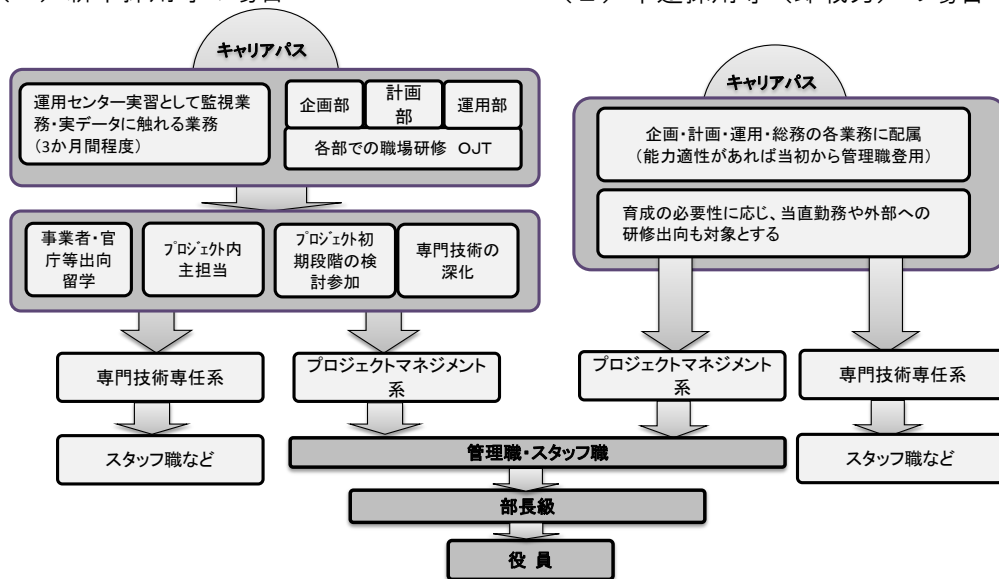 キャリアパス
運用センター実習として監視業
務・実データに触れる業務
(3か月間程度)
企画部
計画
部
運用部
各部での職場研修 OJT
事業者・官
庁等出向
留学
プロジェクト内
主担当
プロジェクト初
期段階の検
討参加
専門技術の
深化
専門技術専任系
プロジェクトマネジメント
系
スタッフ職など
キャリアパス
企画・計画・運用・総務の各業務に配属
(能力適性があれば当初から管理職登用)
育成の必要性に応じ、当直勤務や外部への
研修出向も対象とする
プロジェクトマネジメント
系
専門技術専任系
スタッフ職など
管理職・スタッフ職
部長級
役 員